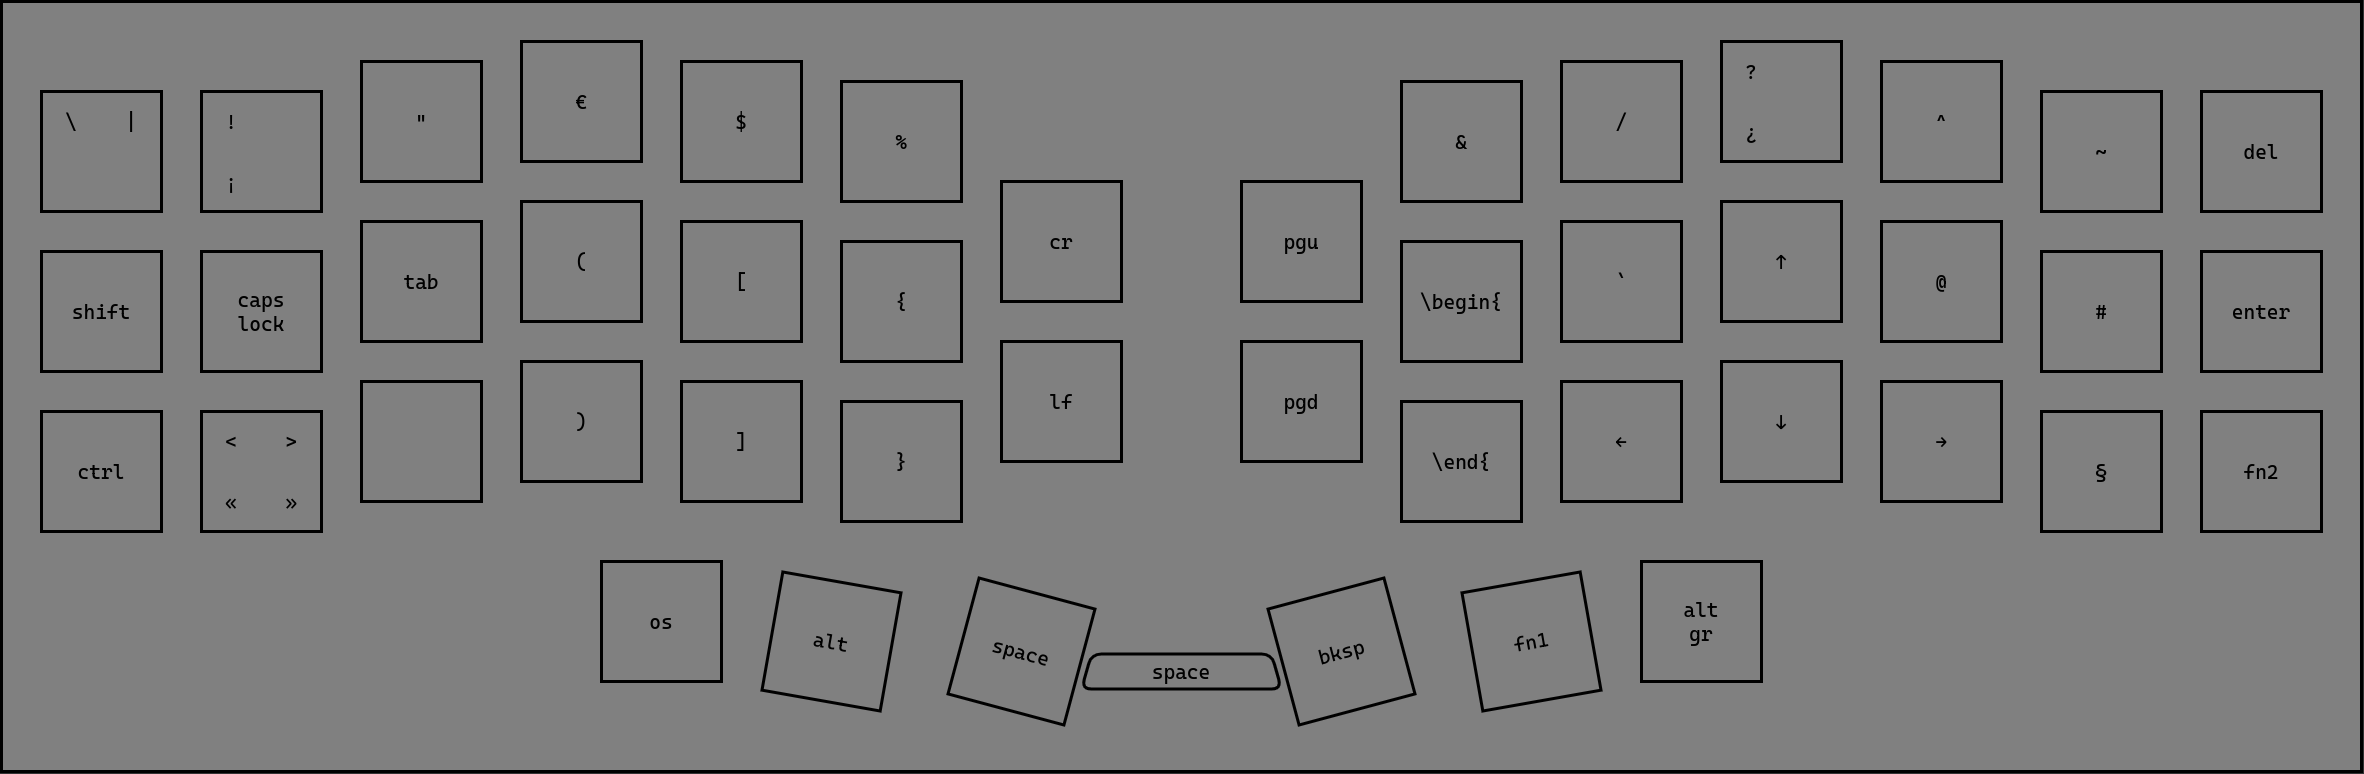 \ |
! ¡
"
€
$
%
&
/
? ¿
^
~
del
shift
caps
lock
tab
(
[
{
cr
pgu
\begin{
`
↑
@
#
enter
ctrl
< >
« »
)
]
}
lf
pgd
\end{
←
↓
→
§
fn2
os
alt
space
space
bksp
fn1
alt
gr